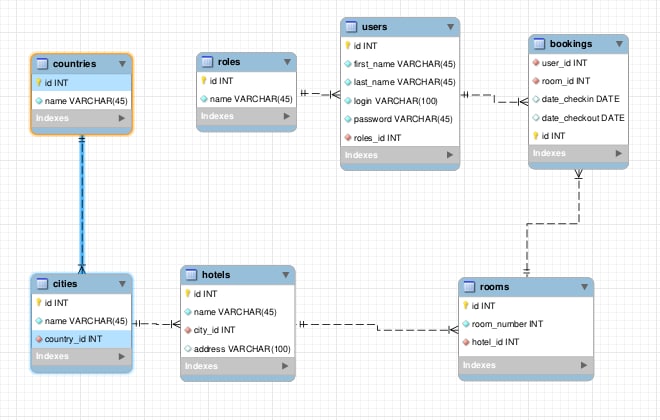 countries
id INT
name VARCHAR(45)
Indexes
roles
id INT
name VARCHAR(45)
Indexes
users
id INT
first_name VARCHAR(45)
last_name VARCHAR(45)
login VARCHAR(100)
password VARCHAR(45)
roles_id INT
Indexes
bookings
user_id INT
room_id INT
date_checkin DATE
date_checkout DATE
id INT
Indexes
cities
id INT
name VARCHAR(45)
country_id INT
Indexes
hotels
id INT
name VARCHAR(45)
city_id INT
address VARCHAR(100)
Indexes
rooms
id INT
room_number INT
hotel_id INT
Indexes